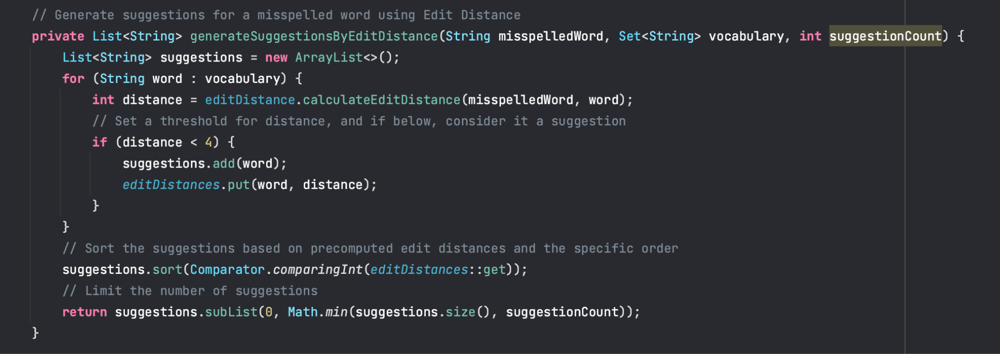 // Generate suggestions for a misspelled word using Edit Distance
private List<String> generateSuggestionsByEditDistance(String misspelledWord, Set<String> vocabulary, int suggestionCount) {
    List<String> suggestions = new ArrayList<>();
    for (String word : vocabulary) {
        int distance = editDistance.calculateEditDistance(misspelledWord, word);
        // Set a threshold for distance, and if below, consider it a suggestion
        if (distance < 4) {
            suggestions.add(word);
            editDistances.put(word, distance);
        }
    }
    // Sort the suggestions based on precomputed edit distances and the specific order
    suggestions.sort(Comparator.comparingInt(editDistances::get));
    // Limit the number of suggestions
    return suggestions.subList(0, Math.min(suggestions.size(), suggestionCount));
}